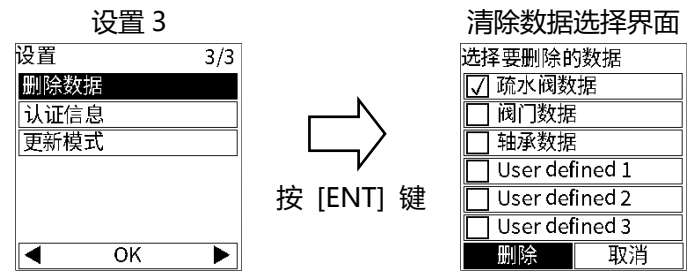 设置 3
设置 3/3
删除数据
认证信息
更新模式
◀ OK ▶
按 [ENT] 键
清除数据选择界面
选择要删除的数据
疏水阀数据
阀门数据
轴承数据
User defined 1
User defined 2
User defined 3
删除 取消